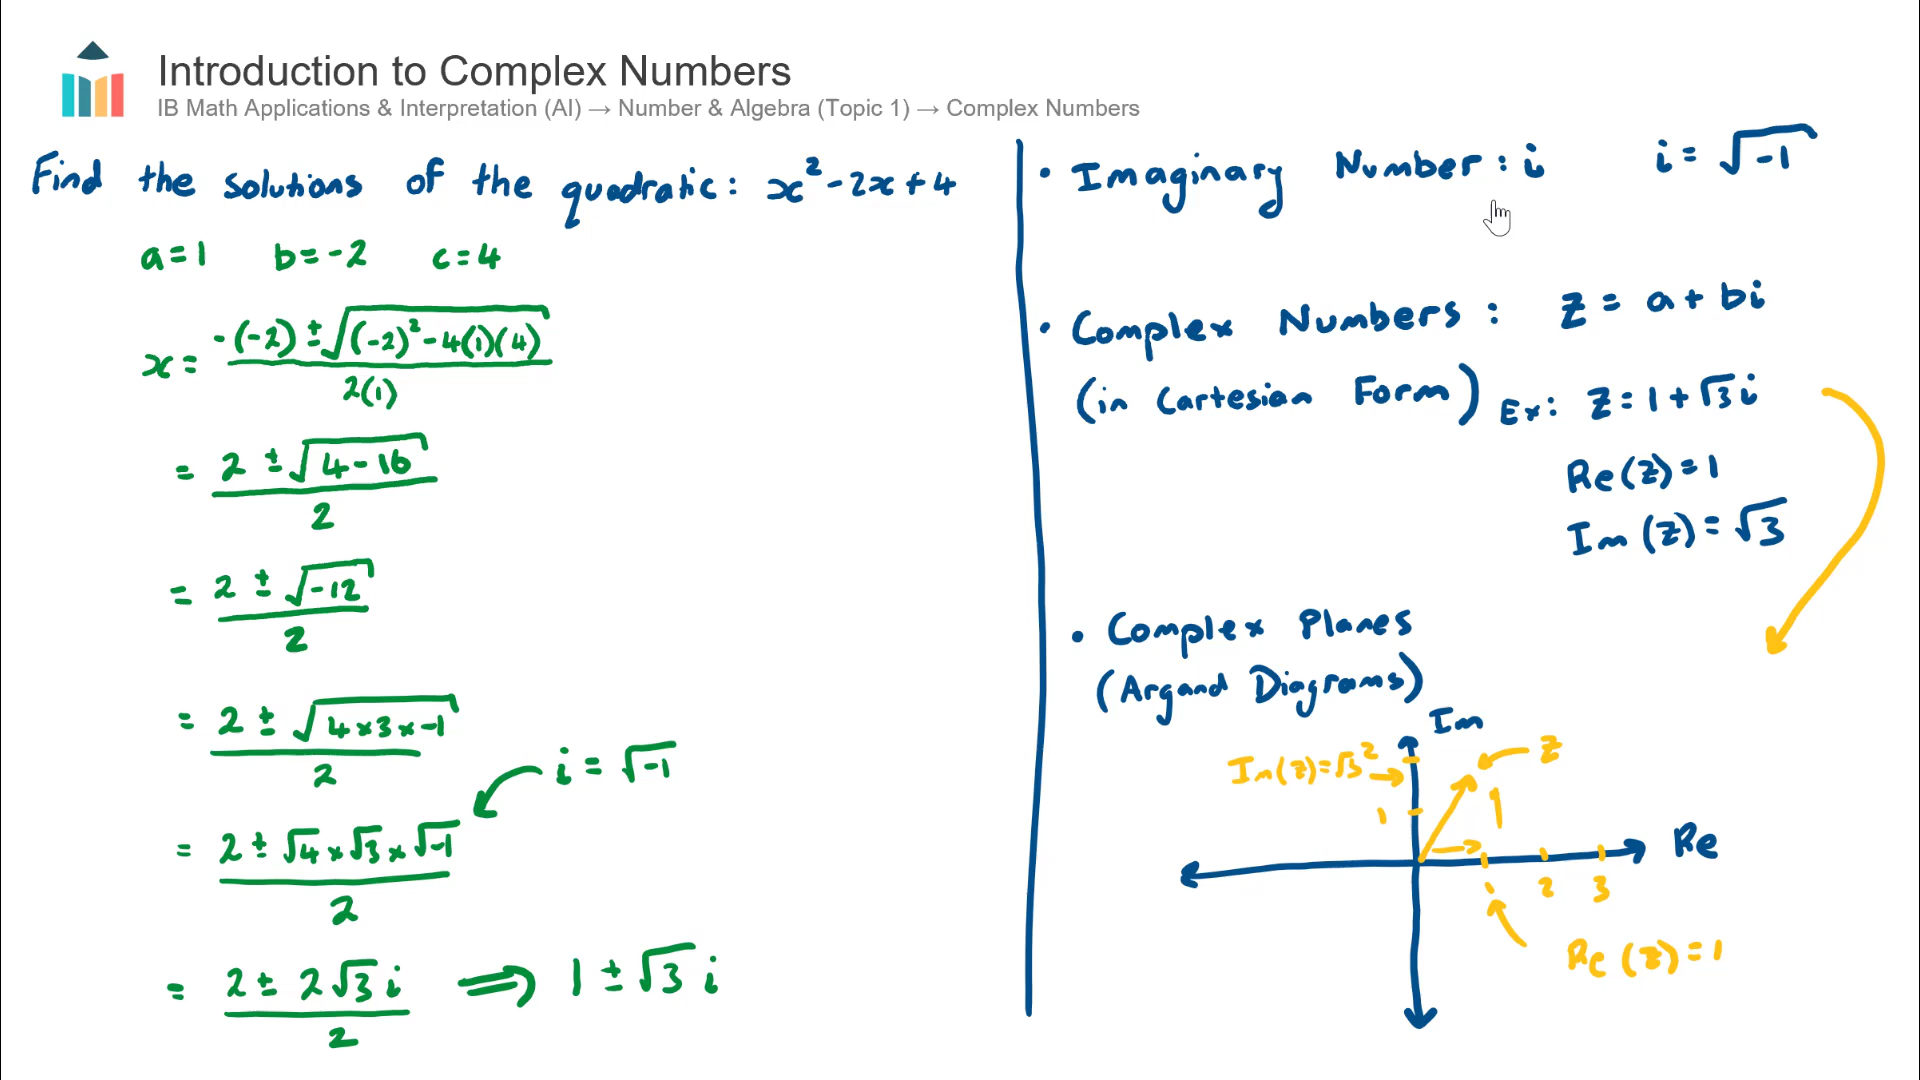 Introduction to Complex Numbers
IB Math Applications & Interpretation (AI) → Number & Algebra (Topic 1) → Complex Numbers
Find the solutions of the quadratic: x² - 2x + 4
a = 1 b = -2 c = 4
x = (-(-2) ± √((-2)² - 4(1)(4))) / 2(1)
= (2 ± √(4 - 16)) / 2
= (2 ± √(-12)) / 2
= (2 ± √(4 × 3 × -1)) / 2
i = √-1
= (2 ± √4 × √3 × √-1) / 2
= (2 ± 2√3 i) / 2 ⟹ 1 ± √3 i
• Imaginary Number: i i = √-1
• Complex Numbers: z = a + bi
(in Cartesian Form) Ex: z = 1 + √3 i
Re(z) = 1
Im(z) = √3
• Complex Planes
(Argand Diagrams)
Im
Im(z) = √3 2
z
1
Re
1 2 3
Re(z) = 1